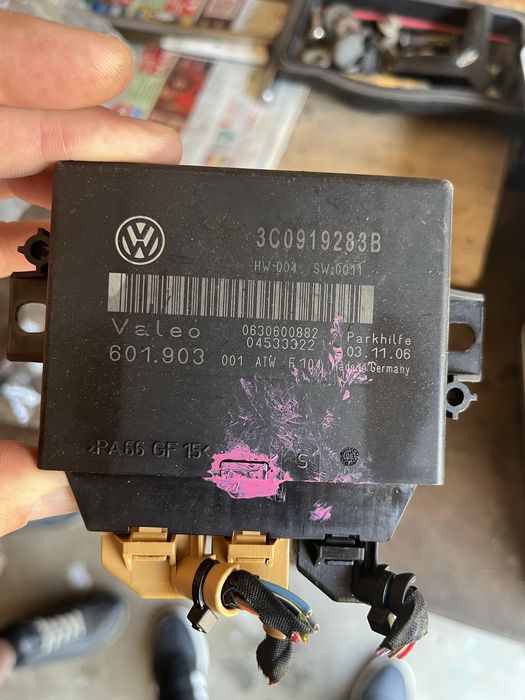 3C0919283B
HW:004 SW:0011
Valeo 0630600882 Parkhilfe
04533922 03.11.06
601.903 001 ATW E104 Made in Germany
>PA 66 GF 15<
S